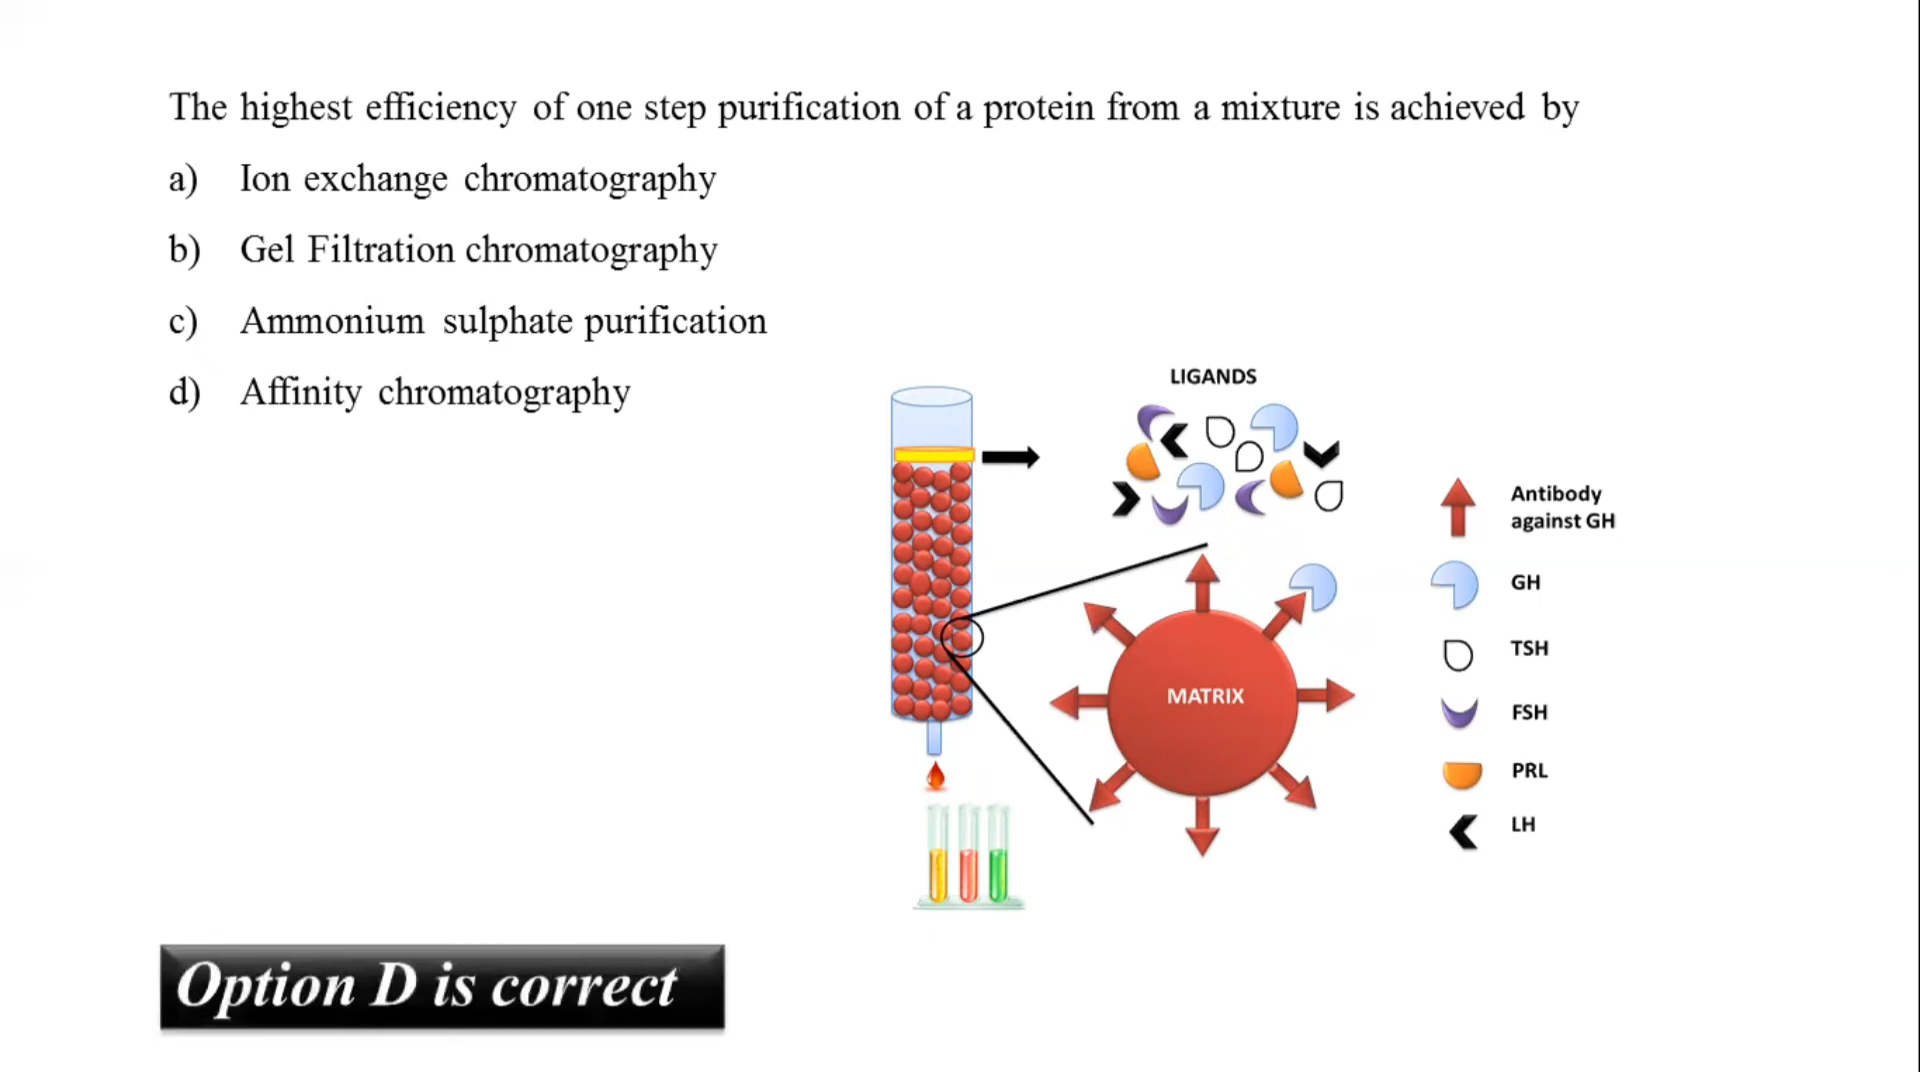 The highest efficiency of one step purification of a protein from a mixture is achieved by
a) Ion exchange chromatography
b) Gel Filtration chromatography
c) Ammonium sulphate purification
d) Affinity chromatography
LIGANDS
Antibody
against GH
GH
TSH
MATRIX
FSH
PRL
LH
Option D is correct